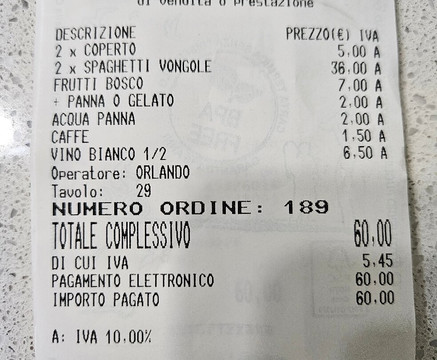 di vendita o prestazione
DESCRIZIONE PREZZO(€) IVA
2 x COPERTO 5,00 A
2 x SPAGHETTI VONGOLE 36,00 A
FRUTTI BOSCO 7,00 A
+ PANNA O GELATO 2,00 A
ACQUA PANNA 2,00 A
CAFFE 1,50 A
VINO BIANCO 1/2 6,50 A
Operatore: ORLANDO
Tavolo: 29
NUMERO ORDINE: 189
TOTALE COMPLESSIVO 60,00
DI CUI IVA 5,45
PAGAMENTO ELETTRONICO 60,00
IMPORTO PAGATO 60,00
A: IVA 10,00%